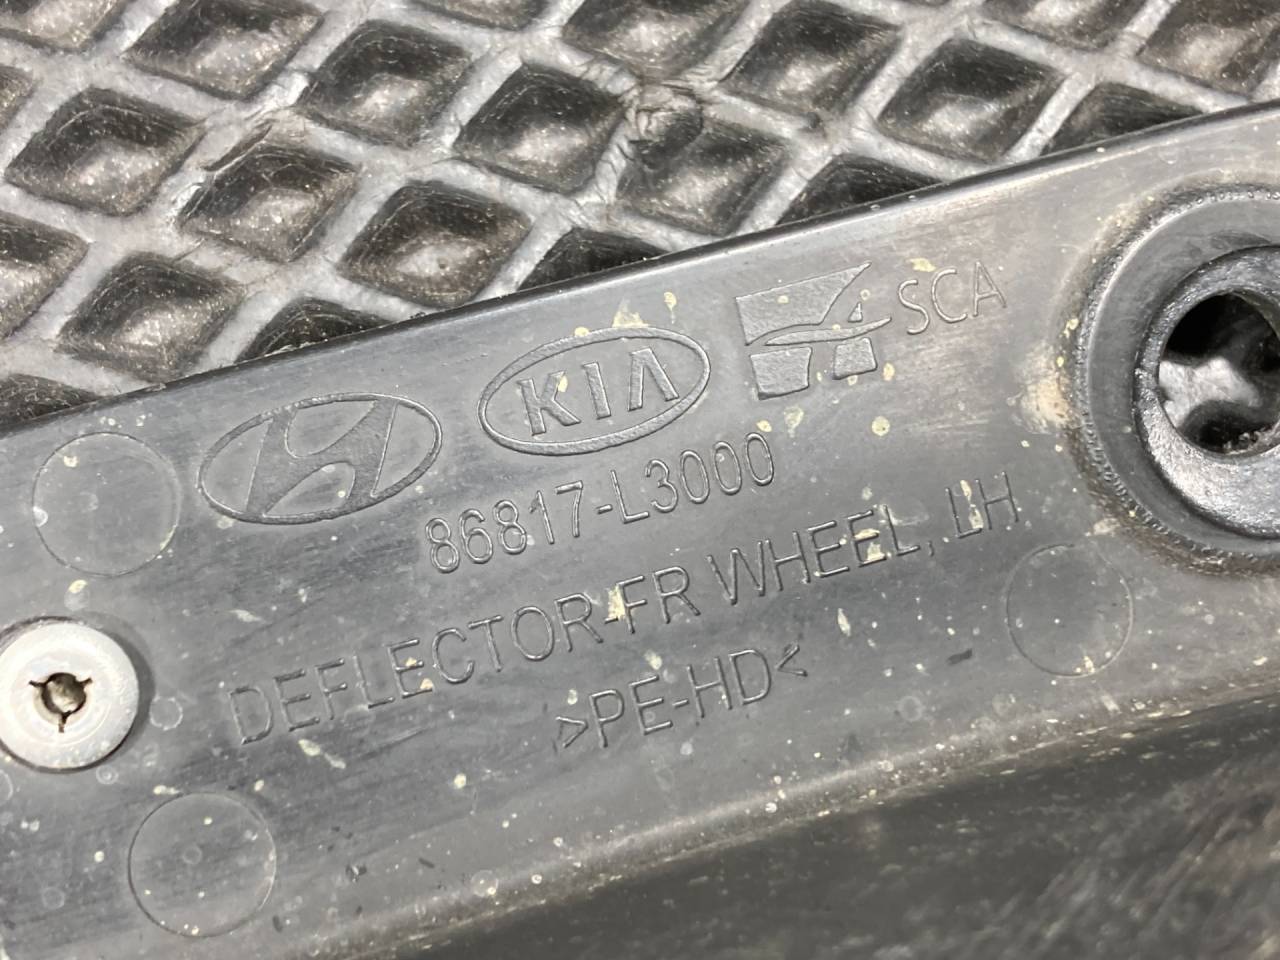 KIA SCA
86817-L3000
DEFLECTOR-FR WHEEL, LH
>PE-HD<